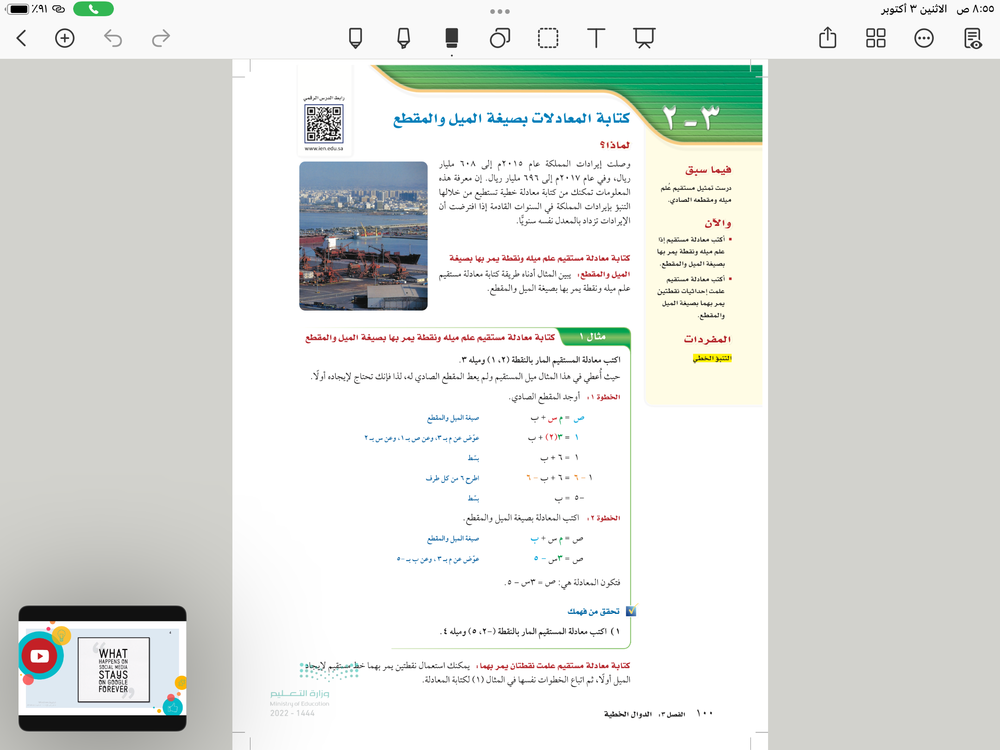 ٨:٥٥ ص الاثنين ٣ أكتوبر
٩١٪
رابط الدرس الرقمي
www.ien.edu.sa
٣-٢
كتابة المعادلات بصيغة الميل والمقطع
فيما سبق
درست تمثيل مستقيم عُلم
ميله ومقطعه الصادي.
والآن
أكتب معادلة مستقيم إذا
علم ميله ونقطة يمر بها
بصيغة الميل والمقطع.
أكتب معادلة مستقيم
علمت إحداثيات نقطتين
يمر بهما بصيغة الميل
والمقطع.
المفردات
التنبؤ الخطي
لماذا؟
وصلت إيرادات المملكة عام ٢٠١٥م إلى ٦٠٨ مليار
ريال، وفي عام ٢٠١٧م إلى ٦٩٦ مليار ريال. إن معرفة هذه
المعلومات تمكنك من كتابة معادلة خطية تستطيع من خلالها
التنبؤ بإيرادات المملكة في السنوات القادمة إذا افترضت أن
الإيرادات تزداد بالمعدل نفسه سنويًّا.
كتابة معادلة مستقيم علم ميله ونقطة يمر بها بصيغة
الميل والمقطع: يبين المثال أدناه طريقة كتابة معادلة مستقيم
علم ميله ونقطة يمر بها بصيغة الميل والمقطع.
مثال ١ كتابة معادلة مستقيم علم ميله ونقطة يمر بها بصيغة الميل والمقطع
اكتب معادلة المستقيم المار بالنقطة (٢، ١) وميله ٣.
حيث أُعطي في هذا المثال ميل المستقيم ولم يعط المقطع الصادي له، لذا فإنك تحتاج لإيجاده أولًا.
الخطوة ١: أوجد المقطع الصادي.
ص = م س + ب صيغة الميل والمقطع
١ = ٣(٢) + ب عوّض عن م بـ ٣، وعن ص بـ ١، وعن س بـ ٢
١ = ٦ + ب بسّط
١ - ٦ = ٦ + ب - ٦ اطرح ٦ من كل طرف
-٥ = ب بسّط
الخطوة ٢: اكتب المعادلة بصيغة الميل والمقطع.
ص = م س + ب صيغة الميل والمقطع
ص = ٣س - ٥ عوّض عن م بـ ٣، وعن ب بـ -٥
فتكون المعادلة هي: ص = ٣س - ٥.
تحقق من فهمك
١) اكتب معادلة المستقيم المار بالنقطة (-٢، ٥) وميله ٤.
كتابة معادلة مستقيم علمت نقطتان يمر بهما: يمكنك استعمال نقطتين يمر بهما خط مستقيم لإيجاد
الميل أولًا، ثم اتباع الخطوات نفسها في المثال (١) لكتابة المعادلة.
وزارة التعليم
Ministry of Education
2022 - 1444
١٠٠ الفصل ٣: الدوال الخطية
4
“WHAT
HAPPENS ON
SOCIAL MEDIA
STAYS
ON GOOGLE
FOREVER”